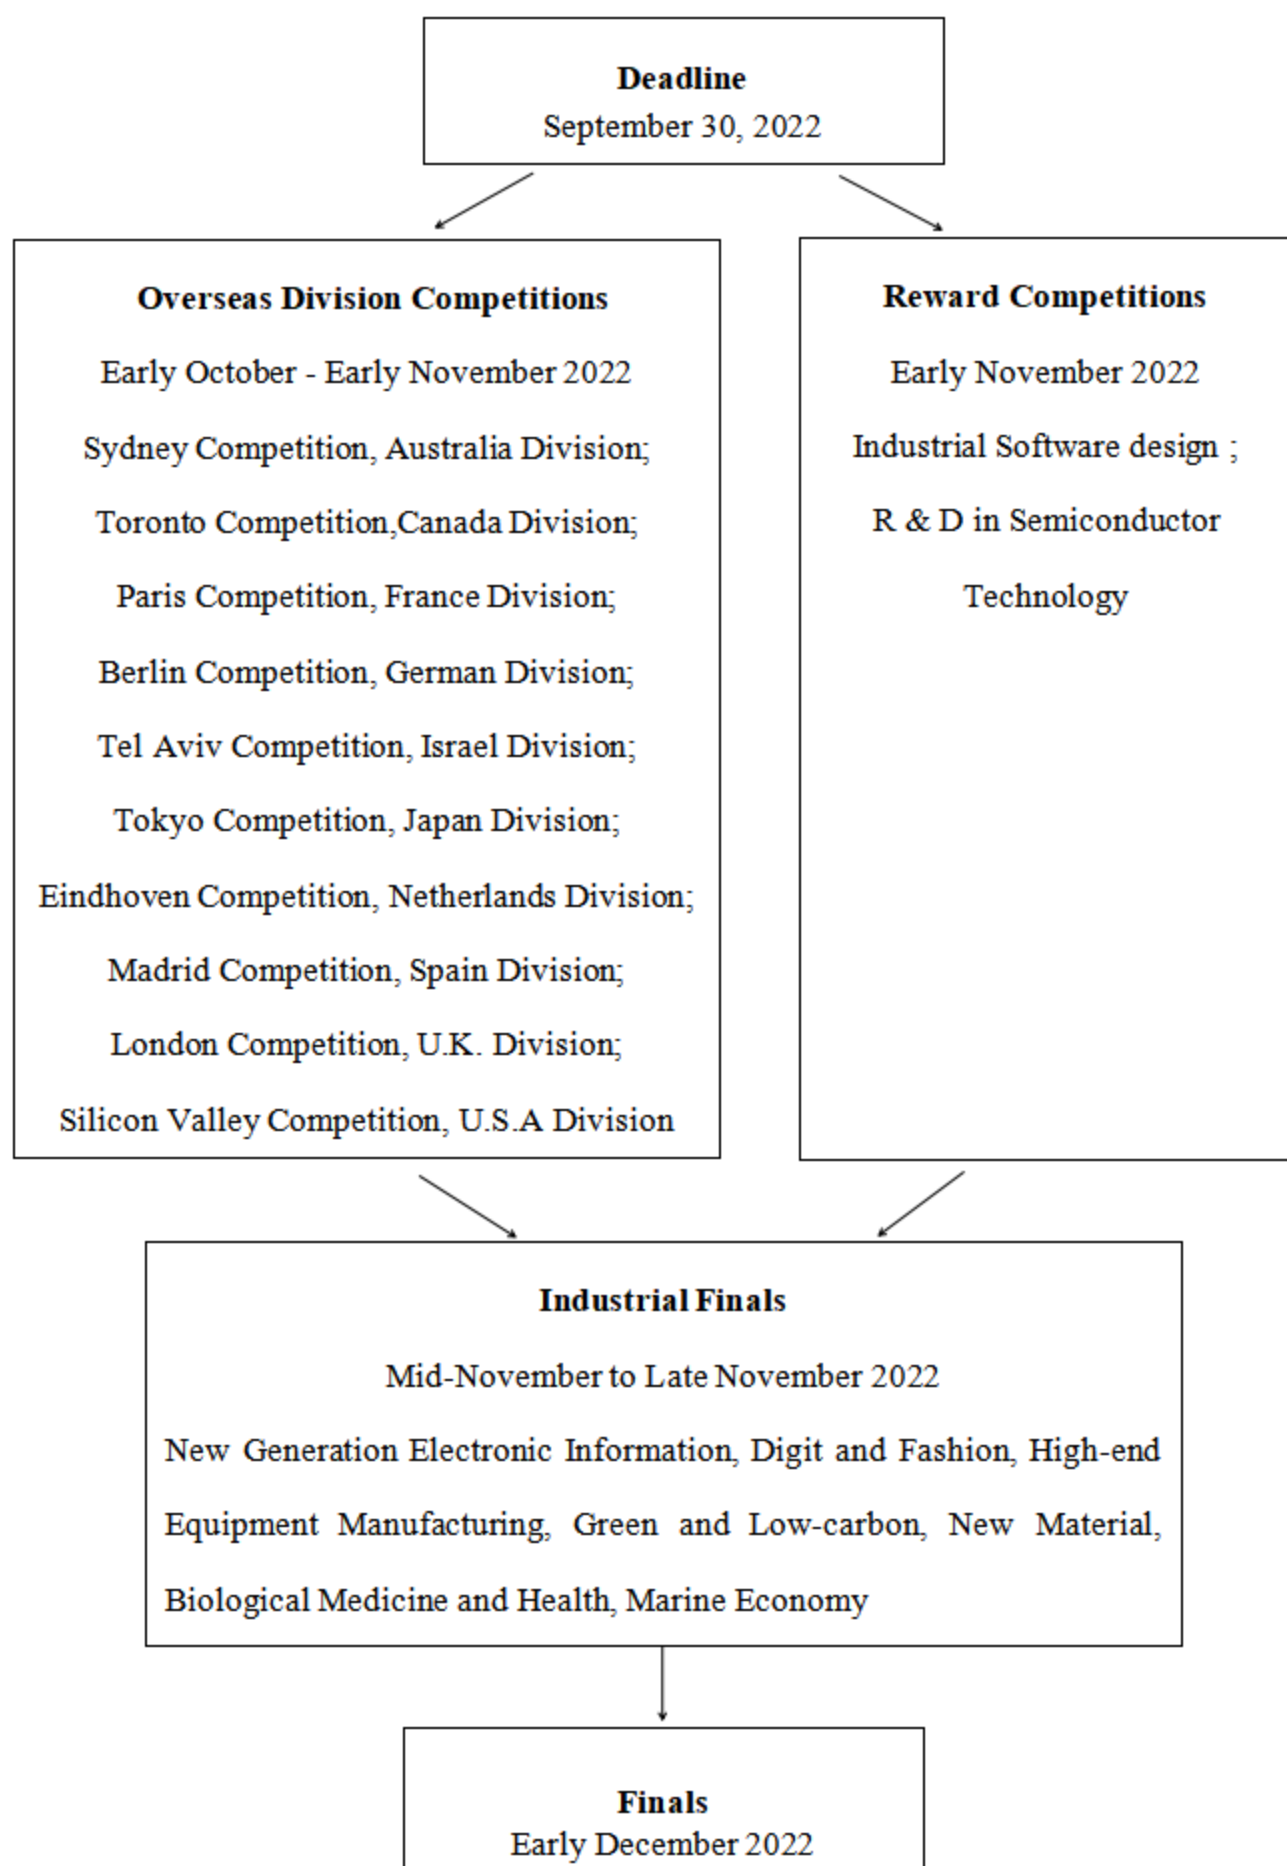 Deadline
September 30, 2022
Overseas Division Competitions
Early October - Early November 2022
Sydney Competition, Australia Division;
Toronto Competition,Canada Division;
Paris Competition, France Division;
Berlin Competition, German Division;
Tel Aviv Competition, Israel Division;
Tokyo Competition, Japan Division;
Eindhoven Competition, Netherlands Division;
Madrid Competition, Spain Division;
London Competition, U.K. Division;
Silicon Valley Competition, U.S.A Division
Reward Competitions
Early November 2022
Industrial Software design ;
R & D in Semiconductor
Technology
Industrial Finals
Mid-November to Late November 2022
New Generation Electronic Information, Digit and Fashion, High-end
Equipment Manufacturing, Green and Low-carbon, New Material,
Biological Medicine and Health, Marine Economy
Finals
Early December 2022